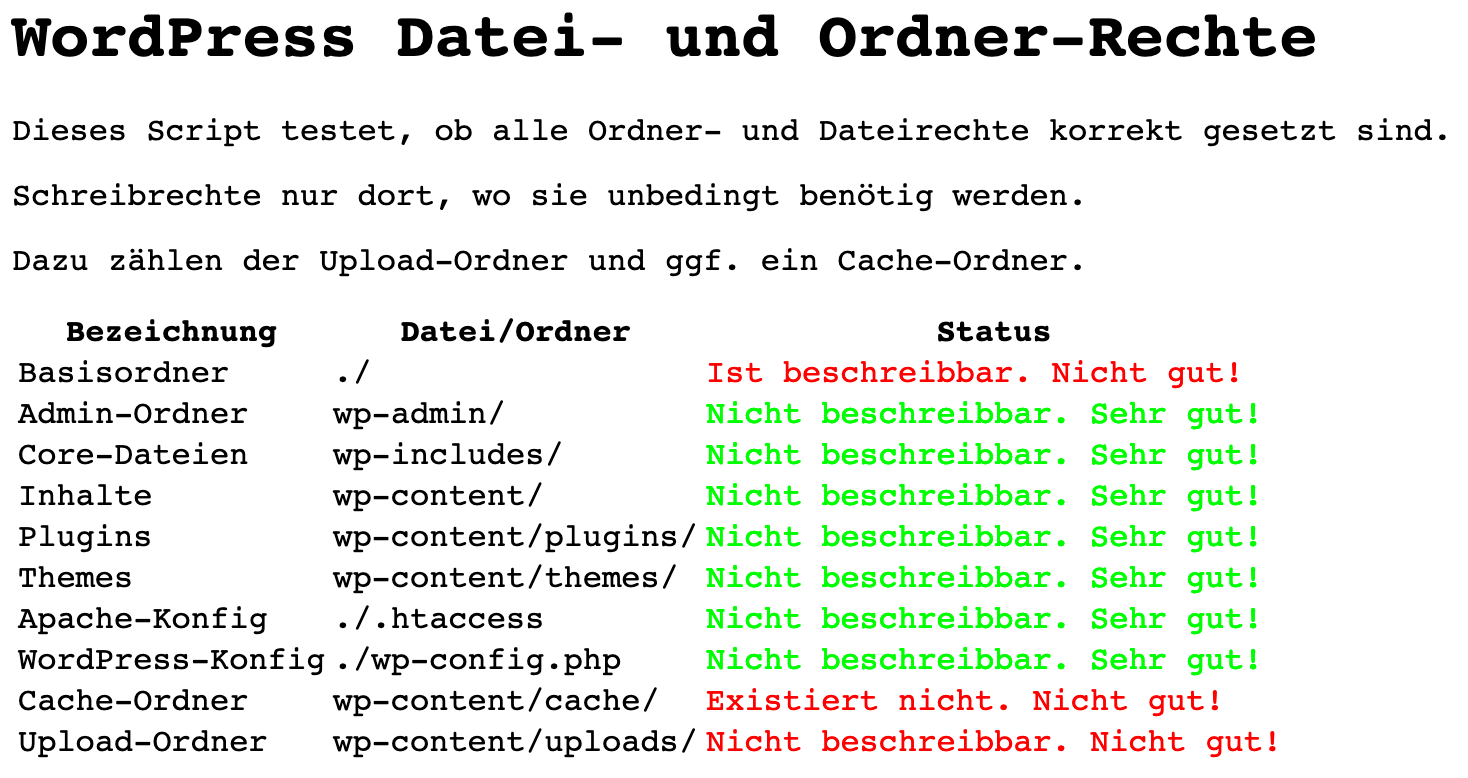 WordPress Datei- und Ordner-Rechte
Dieses Script testet, ob alle Ordner- und Dateirechte korrekt gesetzt sind.
Schreibrechte nur dort, wo sie unbedingt benötig werden.
Dazu zählen der Upload-Ordner und ggf. ein Cache-Ordner.
Bezeichnung Datei/Ordner Status
Basisordner ./ Ist beschreibbar. Nicht gut!
Admin-Ordner wp-admin/ Nicht beschreibbar. Sehr gut!
Core-Dateien wp-includes/ Nicht beschreibbar. Sehr gut!
Inhalte wp-content/ Nicht beschreibbar. Sehr gut!
Plugins wp-content/plugins/ Nicht beschreibbar. Sehr gut!
Themes wp-content/themes/ Nicht beschreibbar. Sehr gut!
Apache-Konfig ./.htaccess Nicht beschreibbar. Sehr gut!
WordPress-Konfig ./wp-config.php Nicht beschreibbar. Sehr gut!
Cache-Ordner wp-content/cache/ Existiert nicht. Nicht gut!
Upload-Ordner wp-content/uploads/ Nicht beschreibbar. Nicht gut!